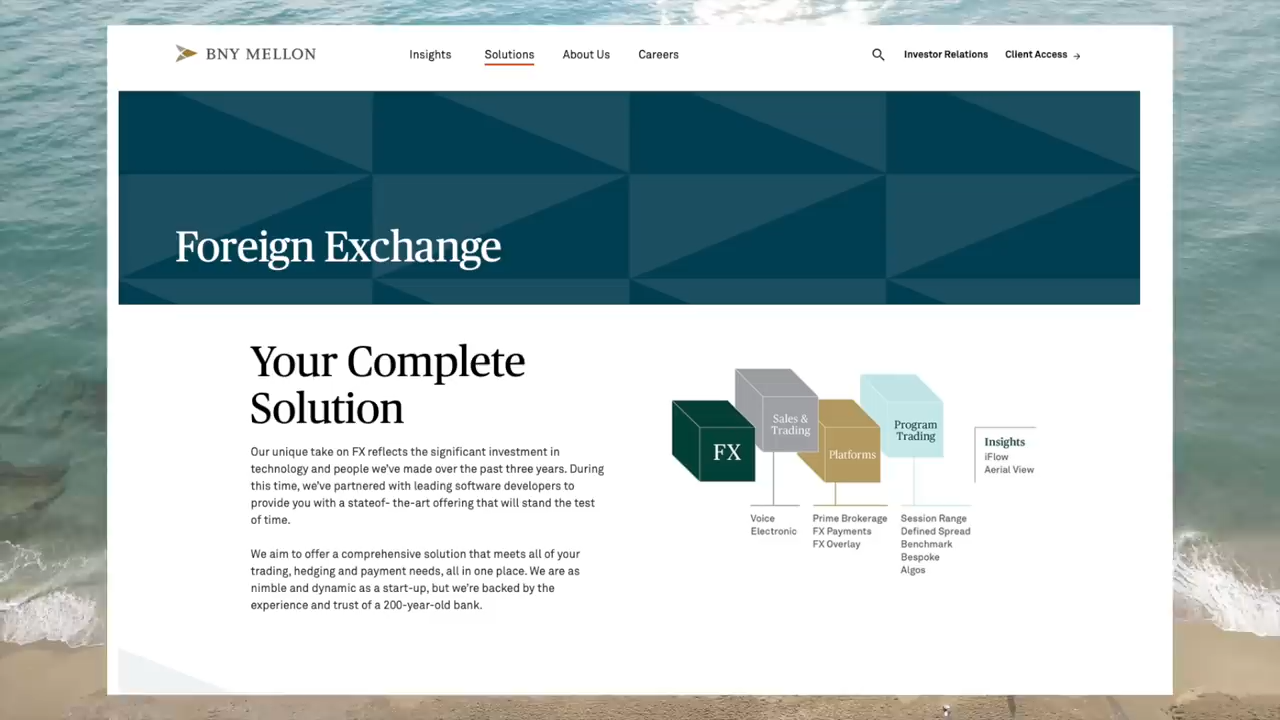 BNY MELLON
Insights
Solutions
About Us
Careers
Investor Relations
Client Access →
Foreign Exchange
Your Complete
Solution
Our unique take on FX reflects the significant investment in
technology and people we've made over the past three years. During
this time, we've partnered with leading software developers to
provide you with a stateof- the-art offering that will stand the test
of time.
We aim to offer a comprehensive solution that meets all of your
trading, hedging and payment needs, all in one place. We are as
nimble and dynamic as a start-up, but we're backed by the
experience and trust of a 200-year-old bank.
FX
Sales &
Trading
Platforms
Program
Trading
Insights
iFlow
Aerial View
Voice
Electronic
Prime Brokerage
FX Payments
FX Overlay
Session Range
Defined Spread
Benchmark
Bespoke
Algos